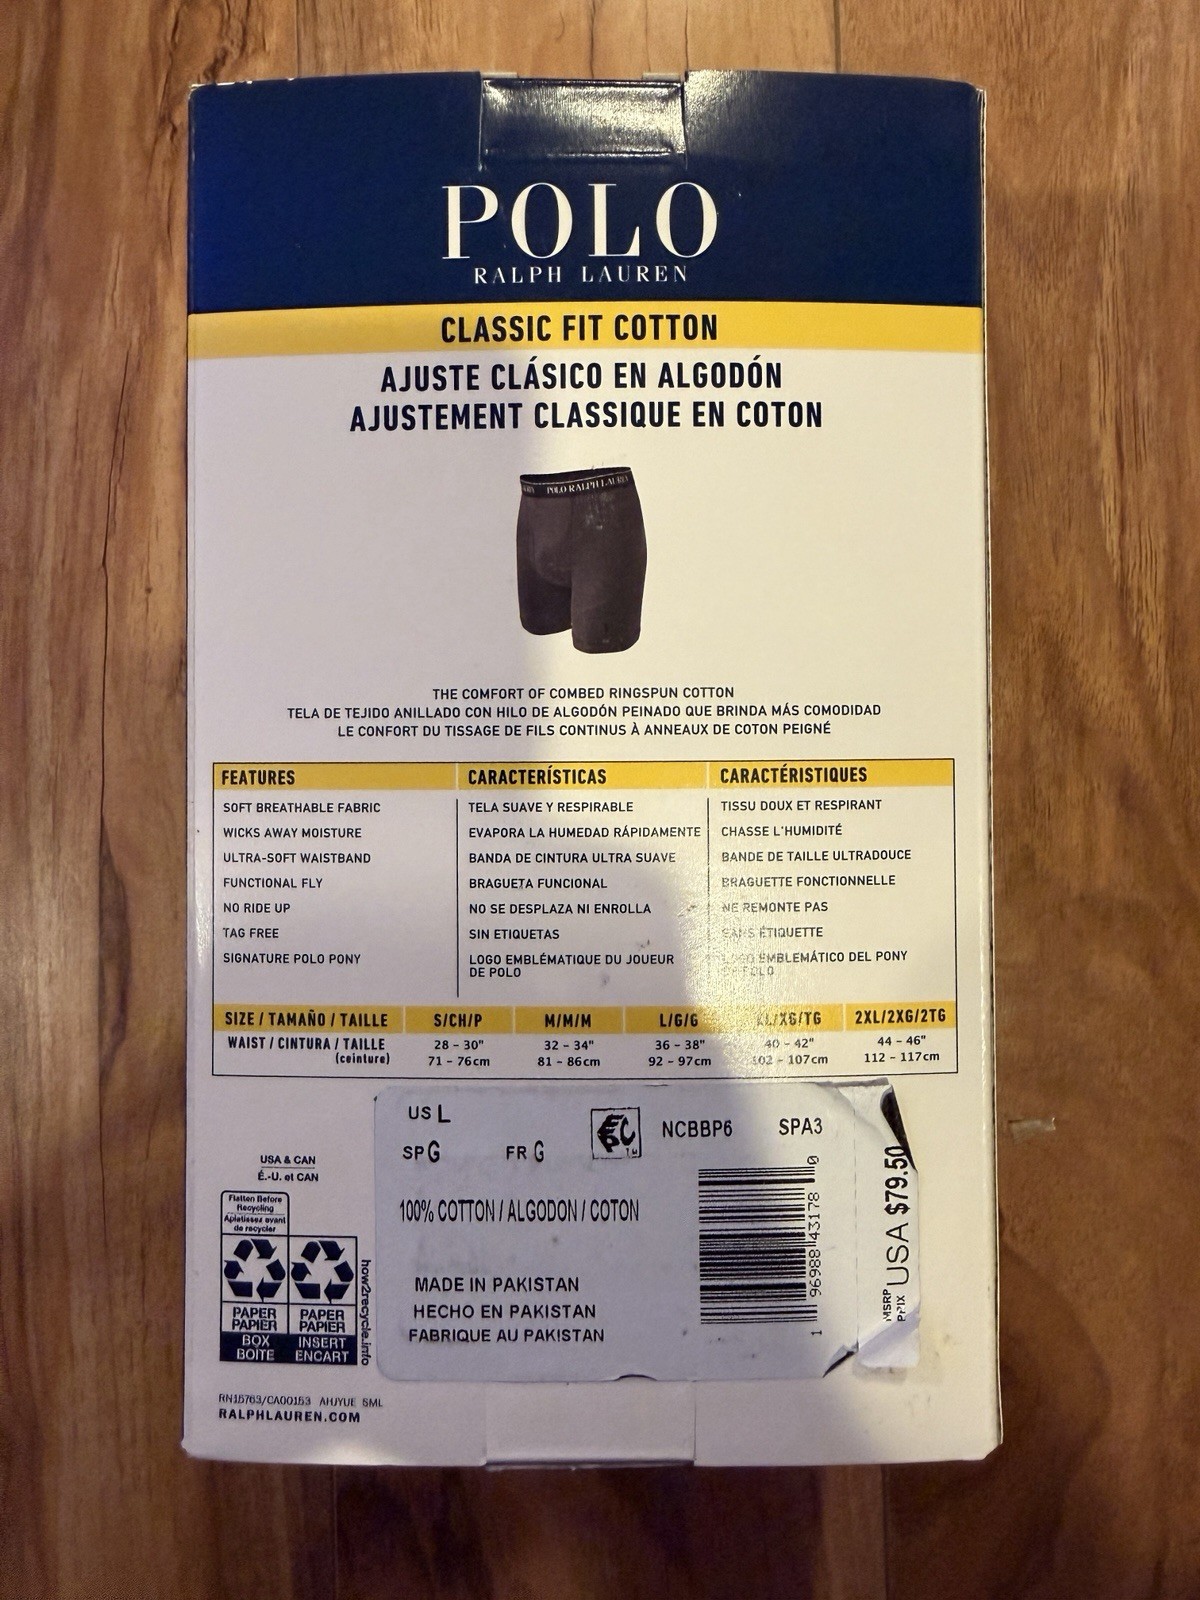 POLO
RALPH LAUREN
CLASSIC FIT COTTON
AJUSTE CLÁSICO EN ALGODÓN
AJUSTEMENT CLASSIQUE EN COTON
POLO RALPH LAUREN
THE COMFORT OF COMBED RINGSPUN COTTON
TELA DE TEJIDO ANILLADO CON HILO DE ALGODÓN PEINADO QUE BRINDA MÁS COMODIDAD
LE CONFORT DU TISSAGE DE FILS CONTINUS À ANNEAUX DE COTON PEIGNÉ
FEATURES
SOFT BREATHABLE FABRIC
WICKS AWAY MOISTURE
ULTRA-SOFT WAISTBAND
FUNCTIONAL FLY
NO RIDE UP
TAG FREE
SIGNATURE POLO PONY
CARACTERÍSTICAS
TELA SUAVE Y RESPIRABLE
EVAPORA LA HUMEDAD RÁPIDAMENTE
BANDA DE CINTURA ULTRA SUAVE
BRAGUETA FUNCIONAL
NO SE DESPLAZA NI ENROLLA
SIN ETIQUETAS
LOGO EMBLÉMATIQUE DU JOUEUR
DE POLO
CARACTÉRISTIQUES
TISSU DOUX ET RESPIRANT
CHASSE L'HUMIDITÉ
BANDE DE TAILLE ULTRADOUCE
BRAGUETTE FONCTIONNELLE
NE REMONTE PAS
SANS ÉTIQUETTE
LOGO EMBLEMÁTICO DEL PONY
DE POLO
SIZE / TAMAÑO / TAILLE S/CH/P M/M/M L/G/G XL/XG/TG 2XL/2XG/2TG
WAIST / CINTURA / TAILLE 28 - 30" 32 - 34" 36 - 38" 40 - 42" 44 - 46"
(ceinture) 71 - 76cm 81 - 86cm 92 - 97cm 102 - 107cm 112 - 117cm
US L
SP G FR G
NCBBP6 SPA3
100% COTTON / ALGODON / COTON
MADE IN PAKISTAN
HECHO EN PAKISTAN
FABRIQUE AU PAKISTAN
1 96988 43178 0
MSRP
PRIX USA $79.50
USA & CAN
É.-U. et CAN
Flatten Before
Recycling
Aplatissez avant
de recycler
PAPER
PAPIER
BOX
BOÎTE
PAPER
PAPIER
INSERT
ENCART
how2recycle.info
RN15763/CA00153 AHJYUE SML
RALPHLAUREN.COM